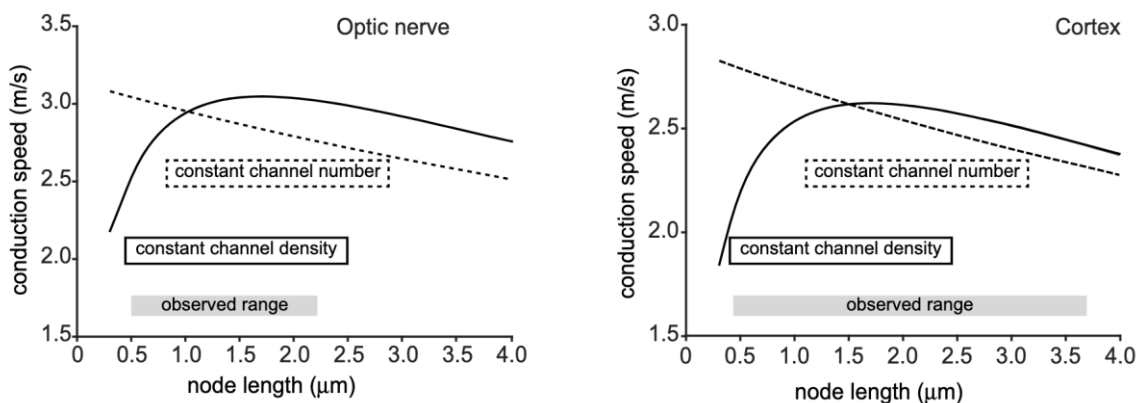 Optic nerve
3.5
3.0
2.5
2.0
1.5
conduction speed (m/s)
constant channel number
constant channel density
observed range
0 0.5 1.0 1.5 2.0 2.5 3.0 3.5 4.0
node length (μm)
Cortex
3.0
2.5
2.0
1.5
conduction speed (m/s)
constant channel number
constant channel density
observed range
0 0.5 1.0 1.5 2.0 2.5 3.0 3.5 4.0
node length (μm)